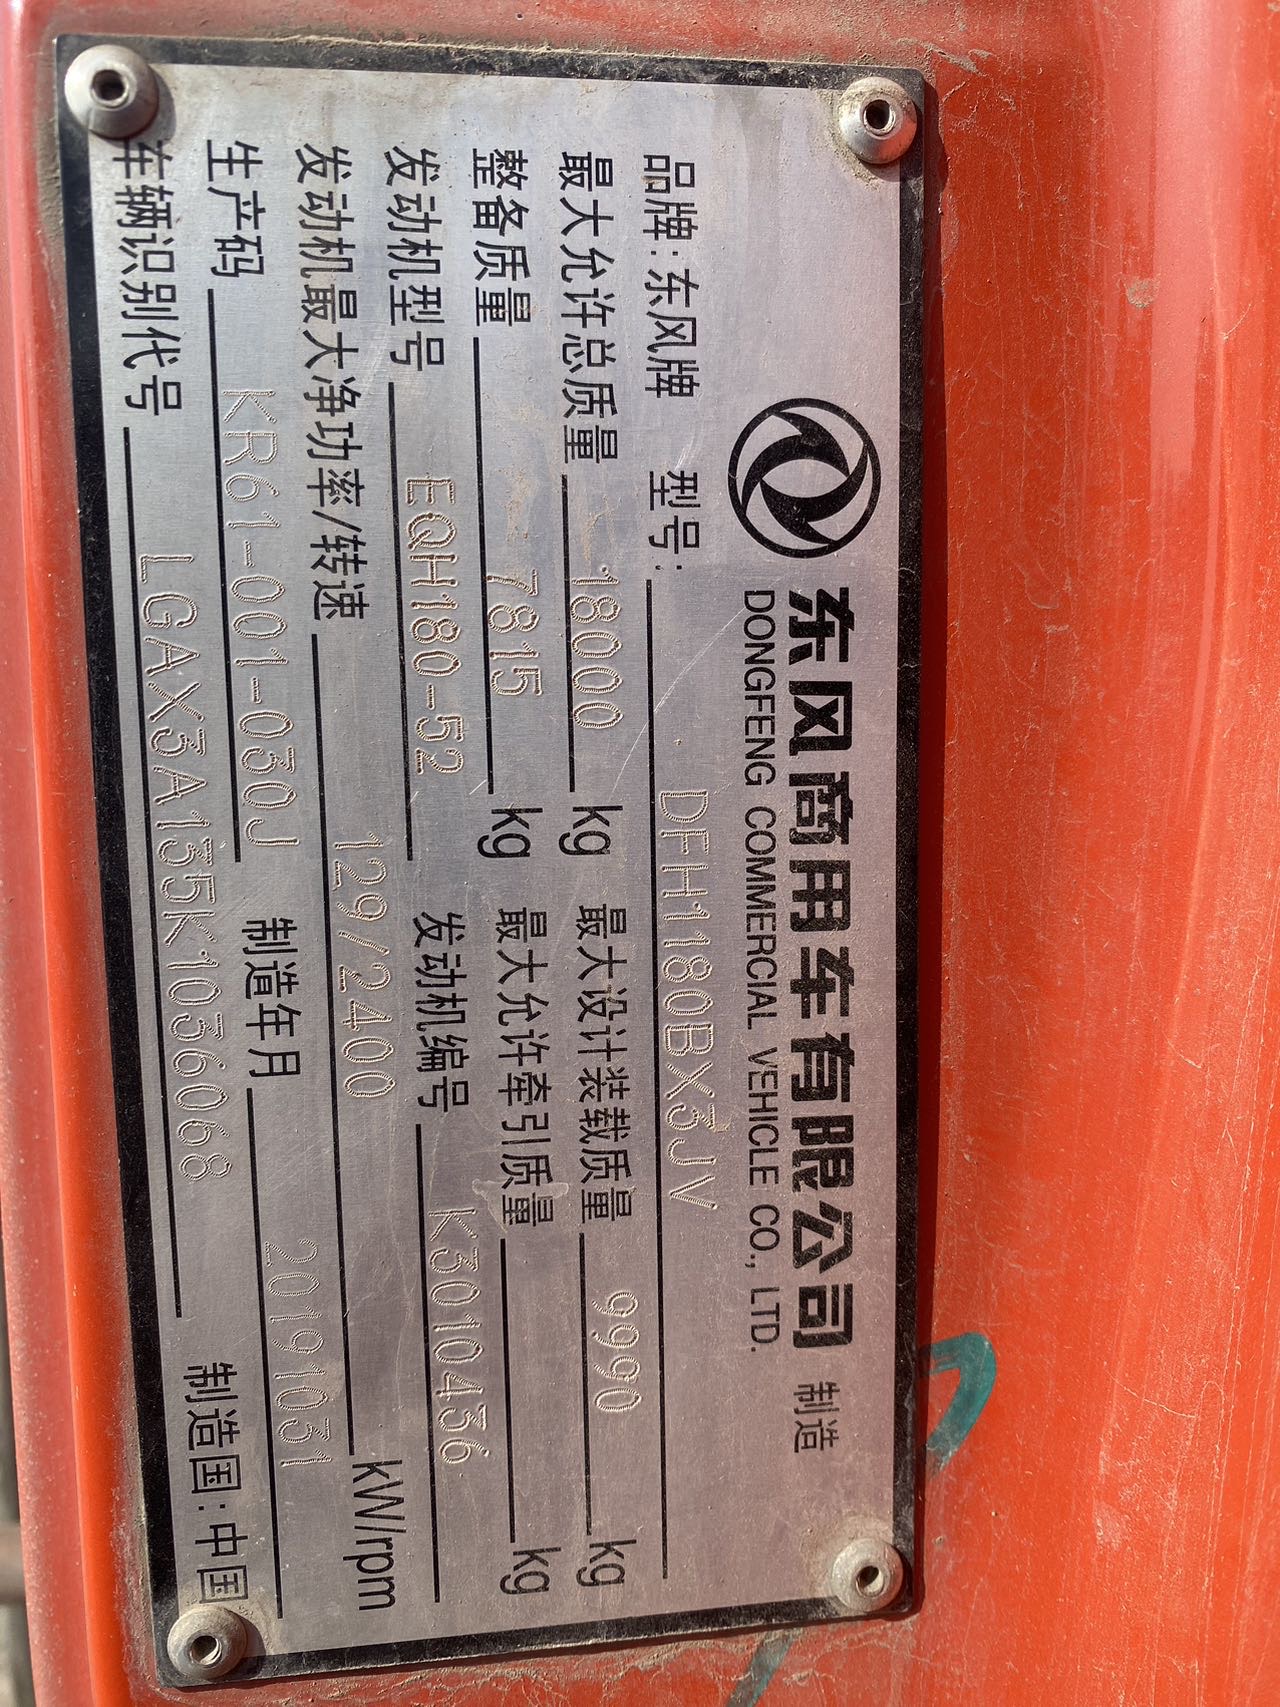 东风商用车有限公司 制造
DONGFENG COMMERCIAL VEHICLE CO., LTD.
品牌:东风牌 型号: DFH1180BX3JV
最大允许总质量 18000 kg 最大设计装载质量 9990 kg
整备质量 7815 kg 最大允许牵引质量 kg
发动机型号 EQH180-52 发动机编号 K3010436
发动机最大净功率/转速 129/2400 kW/rpm
生产码 KR61-001-030J 制造年月 20191031
车辆识别代号 LGAX3A135K1036068 制造国:中国